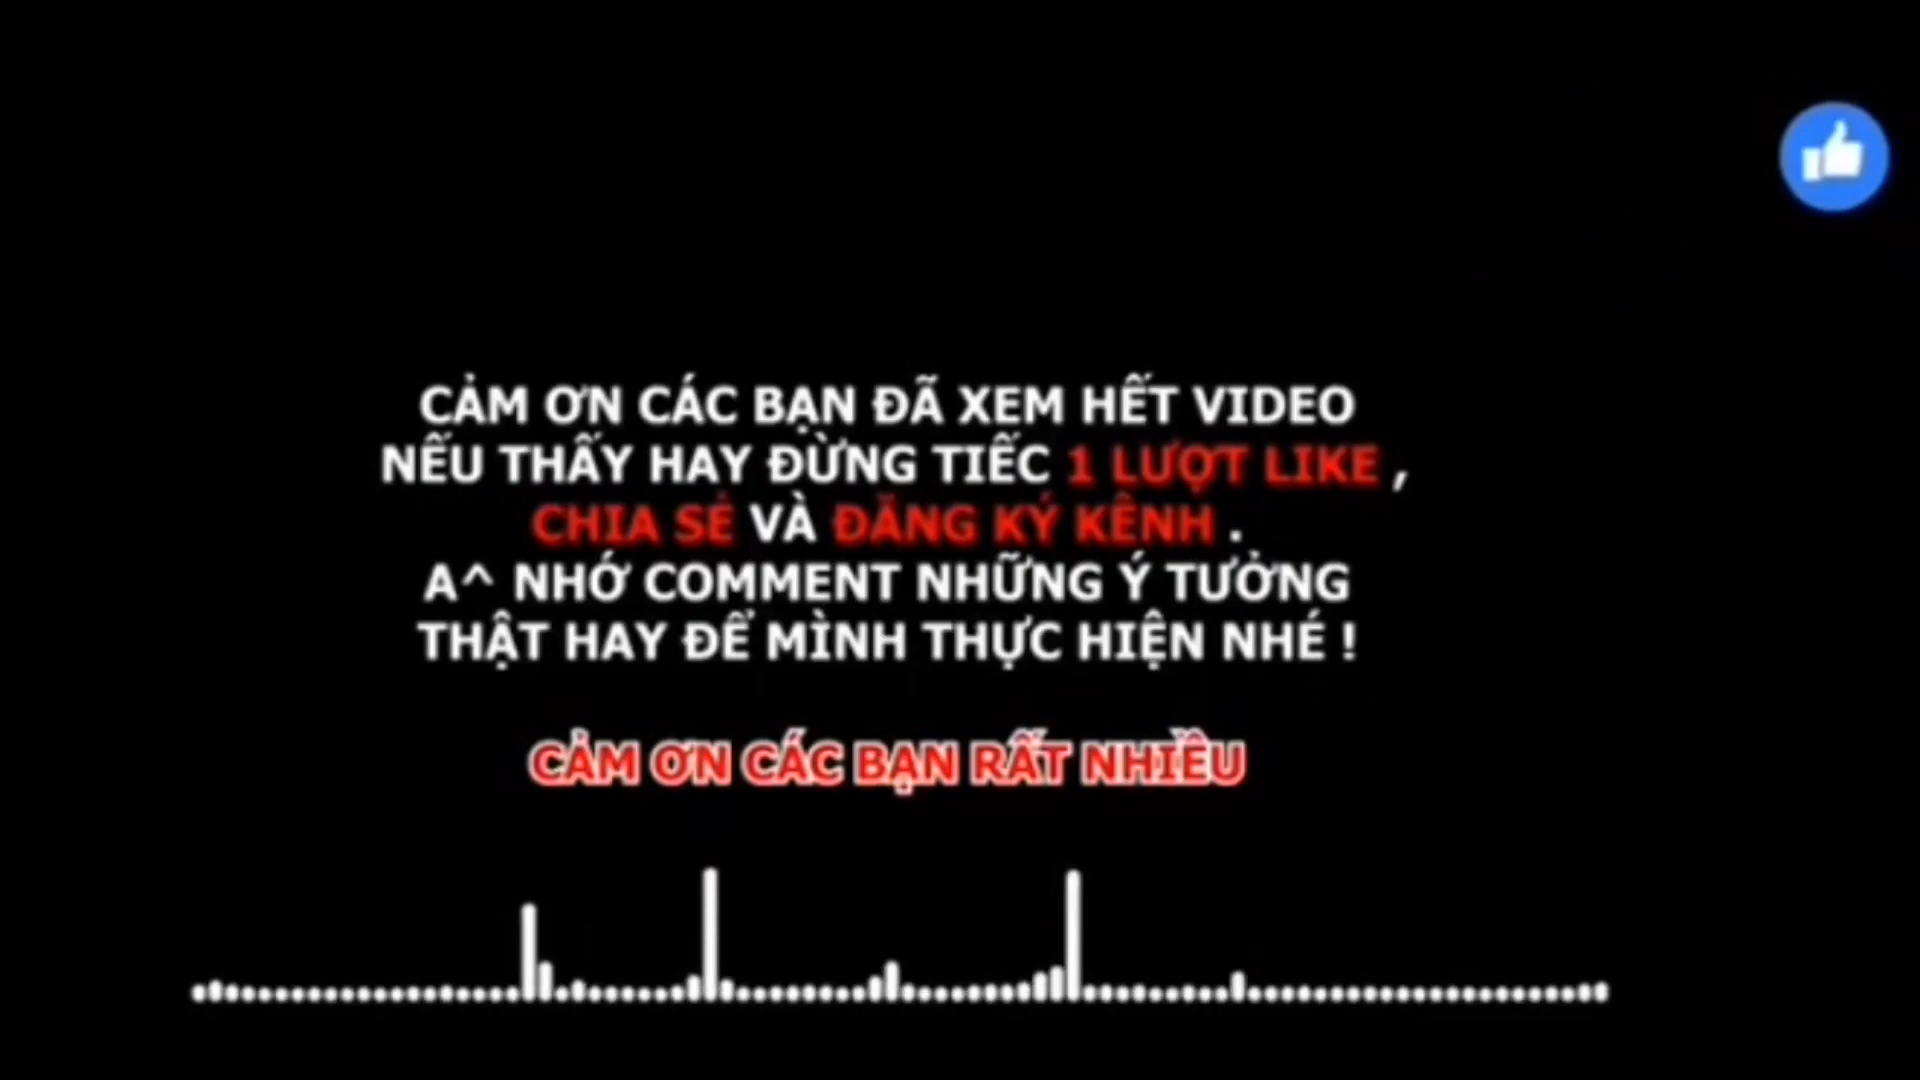 CẢM ƠN CÁC BẠN ĐÃ XEM HẾT VIDEO
NẾU THẤY HAY ĐỪNG TIẾC 1 LƯỢT LIKE ,
CHIA SẺ VÀ ĐĂNG KÝ KÊNH .
A^ NHỚ COMMENT NHỮNG Ý TƯỞNG
THẬT HAY ĐỂ MÌNH THỰC HIỆN NHÉ !
CẢM ƠN CÁC BẠN RẤT NHIỀU